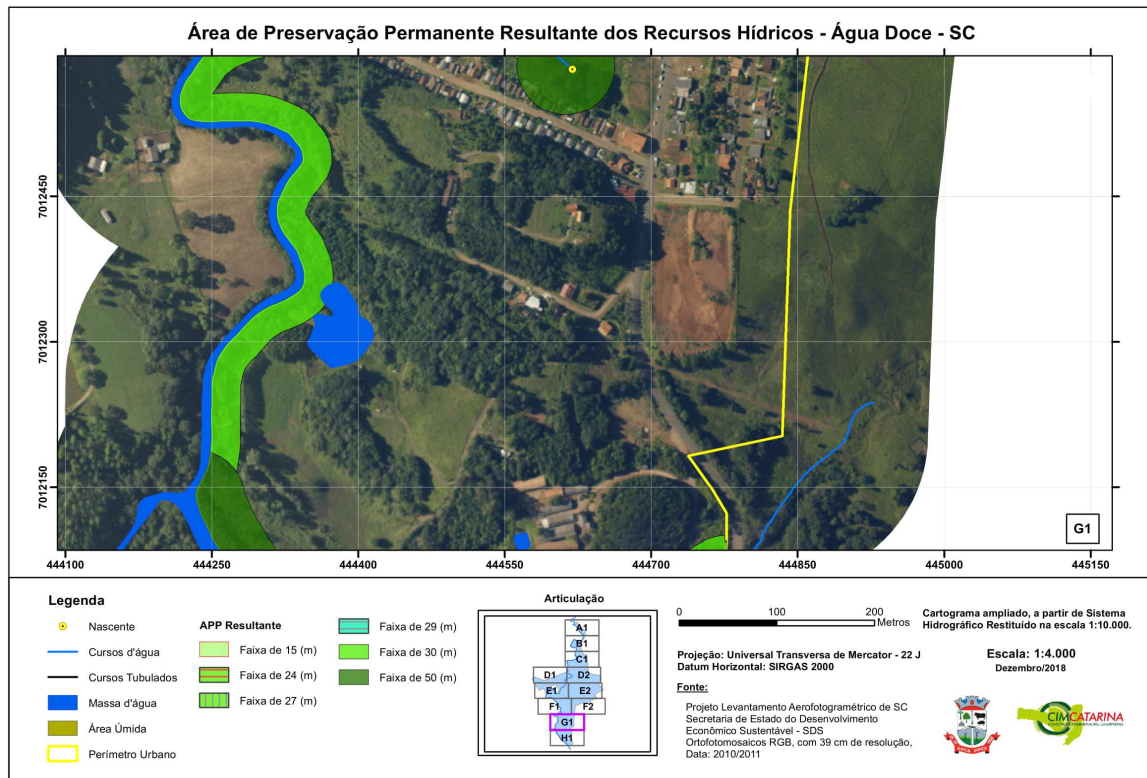 Área de Preservação Permanente Resultante dos Recursos Hídricos - Água Doce - SC
7012450
7012300
7012150
G1
444100
444250
444400
444550
444700
444850
445000
445150
Legenda
Nascente
Cursos d'água
Cursos Tubulados
Massa d'água
Área Úmida
Perímetro Urbano
APP Resultante
Faixa de 15 (m)
Faixa de 24 (m)
Faixa de 27 (m)
Faixa de 29 (m)
Faixa de 30 (m)
Faixa de 50 (m)
Articulação
A1
B1
C1
D1
D2
E1
E2
F1
F2
G1
H1
0 100 200
Metros
Cartograma ampliado, a partir de Sistema
Hidrográfico Restituído na escala 1:10.000.
Projeção: Universal Transversa de Mercator - 22 J
Datum Horizontal: SIRGAS 2000
Escala: 1:4.000
Dezembro/2018
Fonte:
Projeto Levantamento Aerofotogramétrico de SC
Secretaria de Estado do Desenvolvimento
Econômico Sustentável - SDS
Ortofotomosaicos RGB, com 39 cm de resolução,
Data: 2010/2011
CIMCATARINA